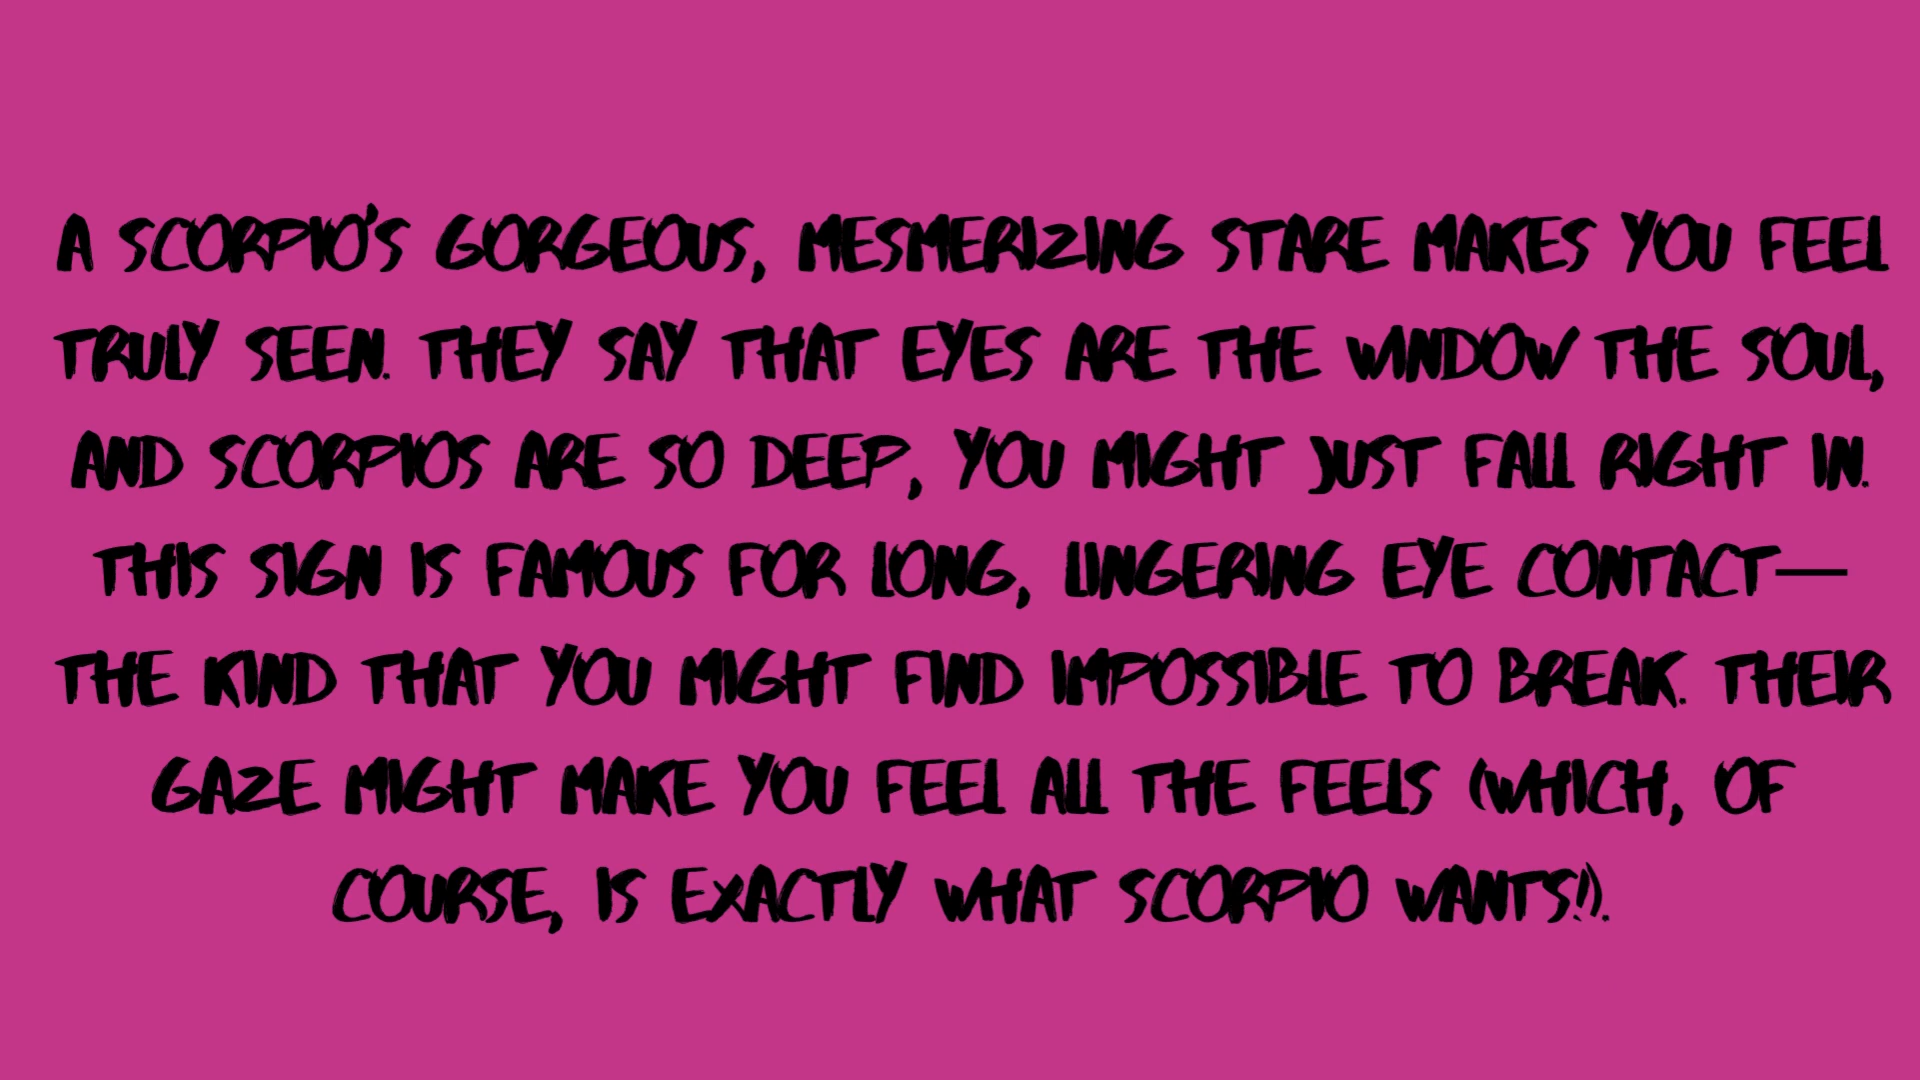 A SCORPIO'S GORGEOUS, MESMERIZING STARE MAKES YOU FEEL
TRULY SEEN. THEY SAY THAT EYES ARE THE WINDOW THE SOUL,
AND SCORPIOS ARE SO DEEP, YOU MIGHT JUST FALL RIGHT IN.
THIS SIGN IS FAMOUS FOR LONG, LINGERING EYE CONTACT—
THE KIND THAT YOU MIGHT FIND IMPOSSIBLE TO BREAK. THEIR
GAZE MIGHT MAKE YOU FEEL ALL THE FEELS (WHICH, OF
COURSE, IS EXACTLY WHAT SCORPIO WANTS!).